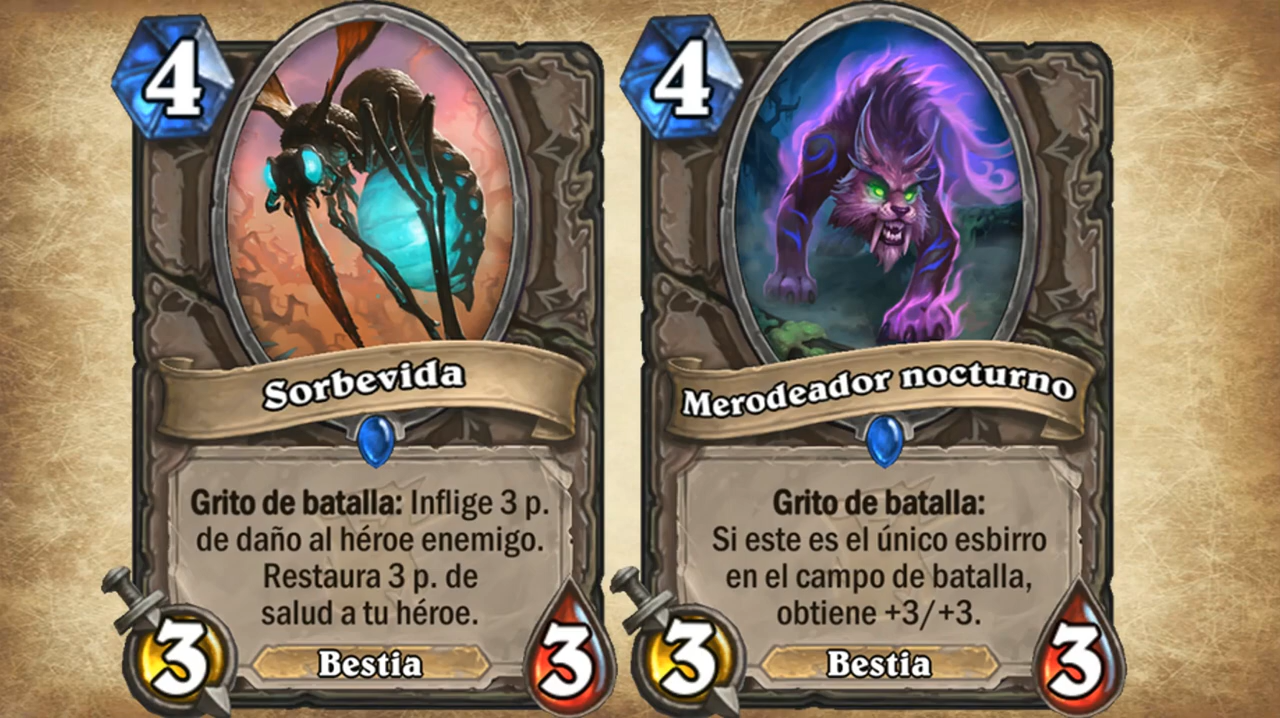 4
Sorbevida
Grito de batalla: Inflige 3 p.
de daño al héroe enemigo.
Restaura 3 p. de
salud a tu héroe.
3
Bestia
3
4
Merodeador nocturno
Grito de batalla:
Si este es el único esbirro
en el campo de batalla,
obtiene +3/+3.
3
Bestia
3